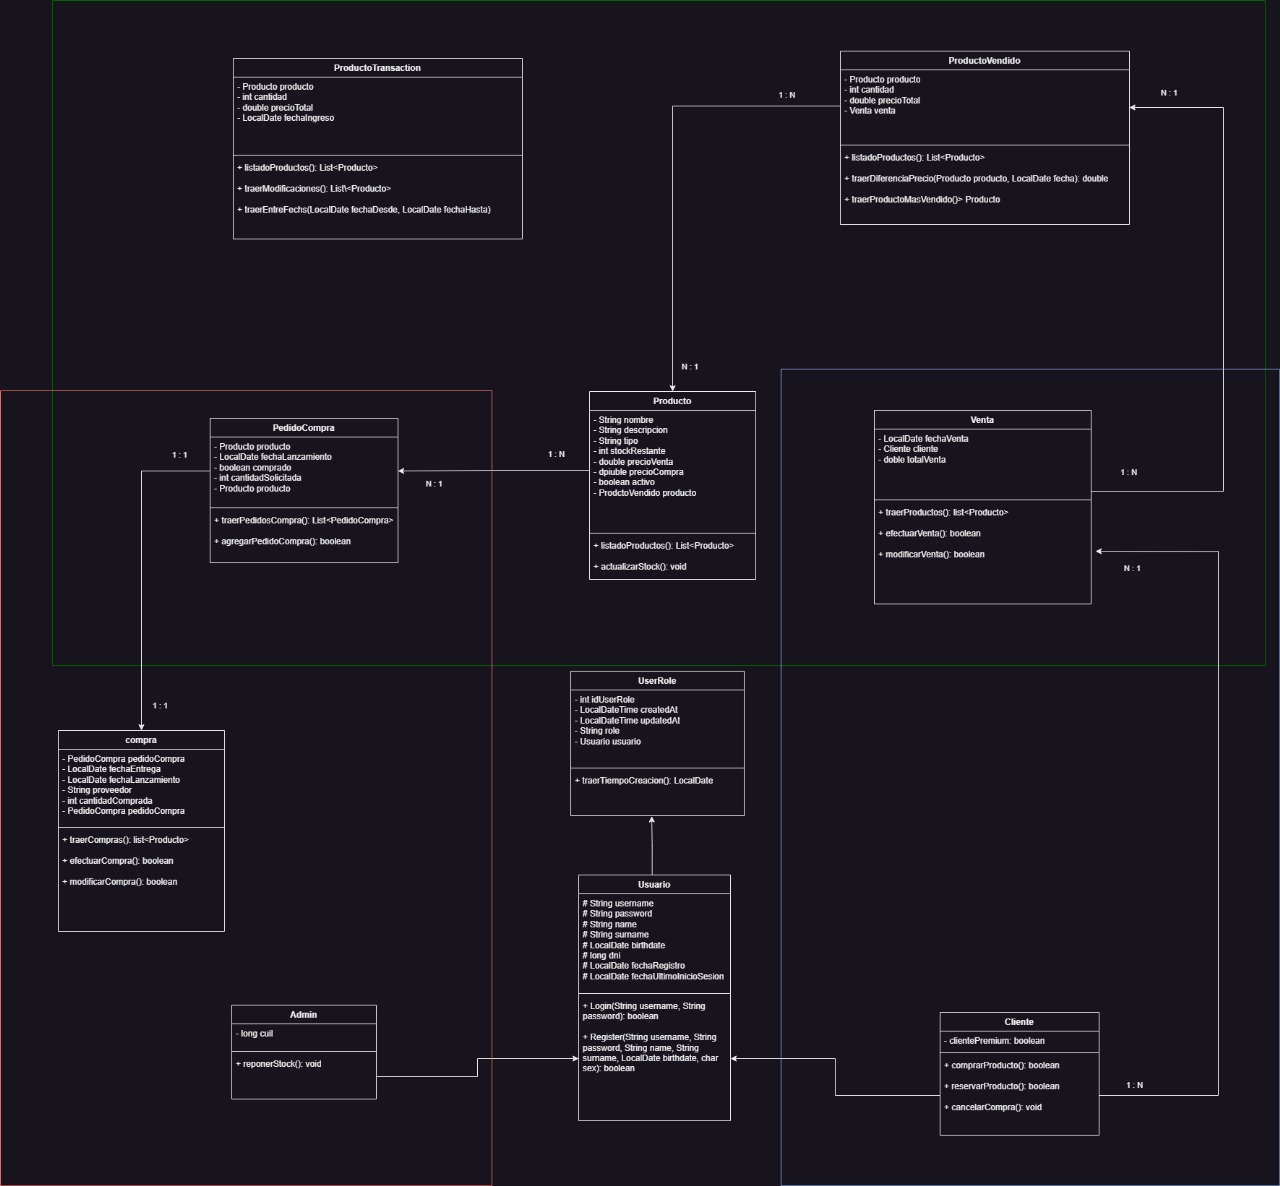 ProductoTransaction
- Producto producto
- int cantidad
- double precioTotal
- LocalDate fechaIngreso
+ listadoProductos(): List<Producto>
+ traerModificaciones(): List\<Producto>
+ traerEntreFechs(LocalDate fechaDesde, LocalDate fechaHasta)
ProductoVendido
- Producto producto
- int cantidad
- double precioTotal
- Venta venta
+ listadoProductos(): List<Producto>
+ traerDiferenciaPrecio(Producto producto, LocalDate fecha): double
+ traerProductoMasVendido()> Producto
1 : N
N : 1
N : 1
PedidoCompra
- Producto producto
- LocalDate fechaLanzamiento
- boolean comprado
- int cantidadSolicitada
- Producto producto
+ traerPedidosCompra(): List<PedidoCompra>
+ agregarPedidoCompra(): boolean
1 : 1
1 : N
N : 1
Producto
- String nombre
- String descripcion
- String tipo
- int stockRestante
- double precioVenta
- dpiuble precioCompra
- boolean activo
- ProdctoVendido producto
+ listadoProductos(): List<Producto>
+ actualizarStock(): void
Venta
- LocalDate fechaVenta
- Cliente cliente
- doble totalVenta
+ traerProductos(): list<Producto>
+ efectuarVenta(): boolean
+ modificarVenta(): boolean
1 : N
N : 1
1 : 1
compra
- PedidoCompra pedidoCompra
- LocalDate fechaEntrega
- LocalDate fechaLanzamiento
- String proveedor
- int cantidadComprada
- PedidoCompra pedidoCompra
+ traerCompras(): list<Producto>
+ efectuarCompra(): boolean
+ modificarCompra(): boolean
UserRole
- int idUserRole
- LocalDateTime createdAt
- LocalDateTime updatedAt
- String role
- Usuario usuario
+ traerTiempoCreacion(): LocalDate
Usuario
# String username
# String password
# String name
# String surname
# LocalDate birthdate
# long dni
# LocalDate fechaRegistro
# LocalDate fechaUltimoInicioSesion
+ Login(String username, String
password): boolean
+ Register(String username, String
password, String name, String
surname, LocalDate birthdate, char
sex): boolean
Admin
- long cuil
+ reponerStock(): void
Cliente
- clientePremium: boolean
+ comprarProducto(): boolean
+ reservarProducto(): boolean
+ cancelarCompra(): void
1 : N